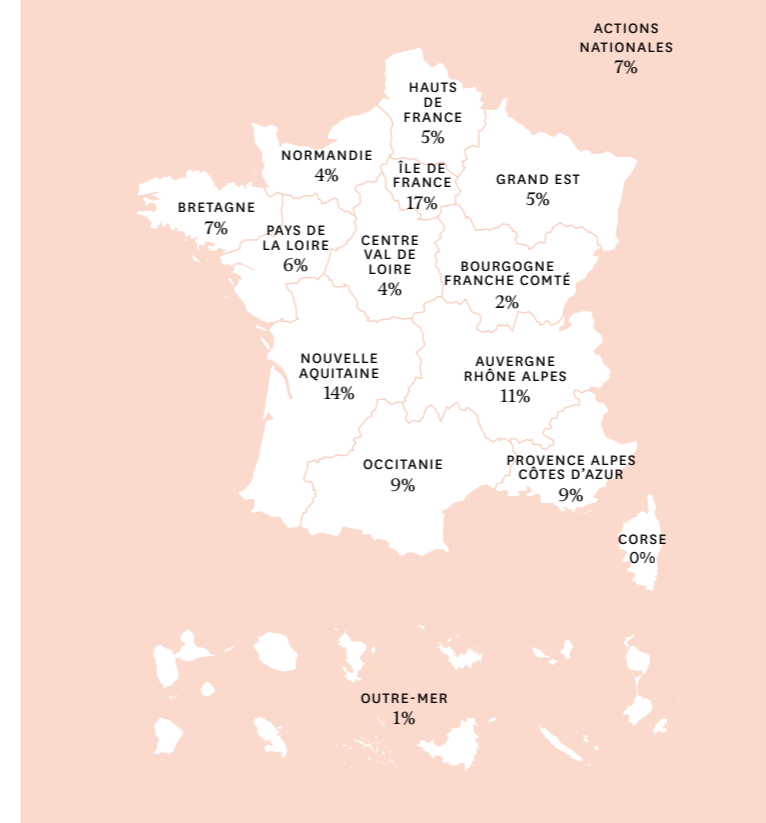 ACTIONS
NATIONALES
7%
HAUTS
DE
FRANCE
5%
NORMANDIE
4%
ÎLE DE
FRANCE
17%
GRAND EST
5%
BRETAGNE
7%
PAYS DE
LA LOIRE
6%
CENTRE
VAL DE
LOIRE
4%
BOURGOGNE
FRANCHE COMTÉ
2%
NOUVELLE
AQUITAINE
14%
AUVERGNE
RHÔNE ALPES
11%
OCCITANIE
9%
PROVENCE ALPES
CÔTES D’AZUR
9%
CORSE
0%
OUTRE-MER
1%